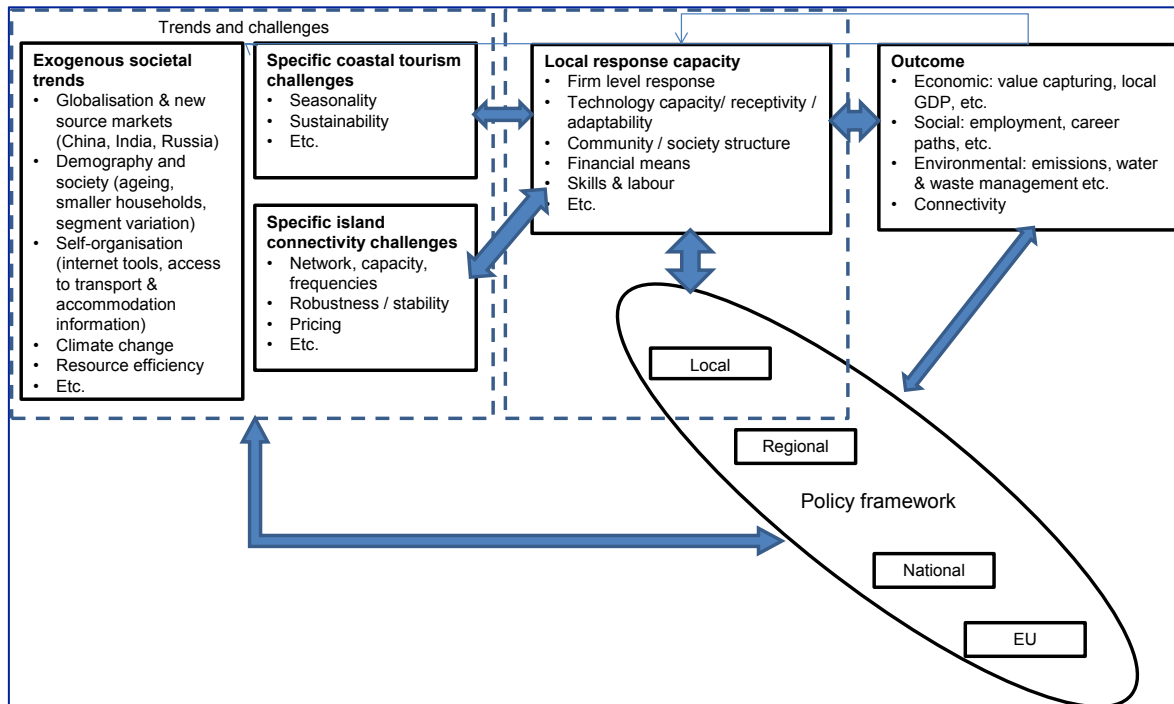 Trends and challenges
Exogenous societal
trends
• Globalisation & new
source markets
(China, India, Russia)
• Demography and
society (ageing,
smaller households,
segment variation)
• Self-organisation
(internet tools, access
to transport &
accommodation
information)
• Climate change
• Resource efficiency
• Etc.
Specific coastal tourism
challenges
• Seasonality
• Sustainability
• Etc.
Specific island
connectivity challenges
• Network, capacity,
frequencies
• Robustness / stability
• Pricing
• Etc.
Local response capacity
• Firm level response
• Technology capacity/ receptivity /
adaptability
• Community / society structure
• Financial means
• Skills & labour
• Etc.
Outcome
• Economic: value capturing, local
GDP, etc.
• Social: employment, career
paths, etc.
• Environmental: emissions, water
& waste management etc.
• Connectivity
Local
Regional
Policy framework
National
EU